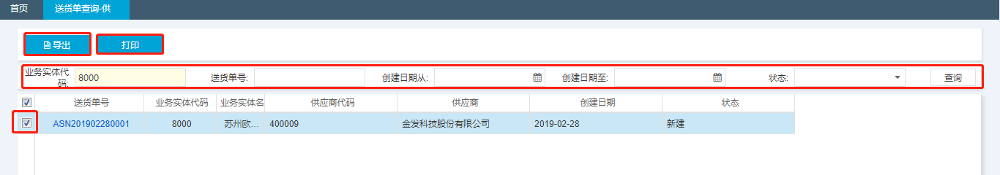 首页 送货单查询-供
导出 打印
业务实体代码: 8000 送货单号: 创建日期从: 创建日期至: 状态: 查询
送货单号 业务实体代码 业务实体名 供应商代码 供应商 创建日期 状态
ASN201902280001 8000 苏州欧... 400009 金发科技股份有限公司 2019-02-28 新建